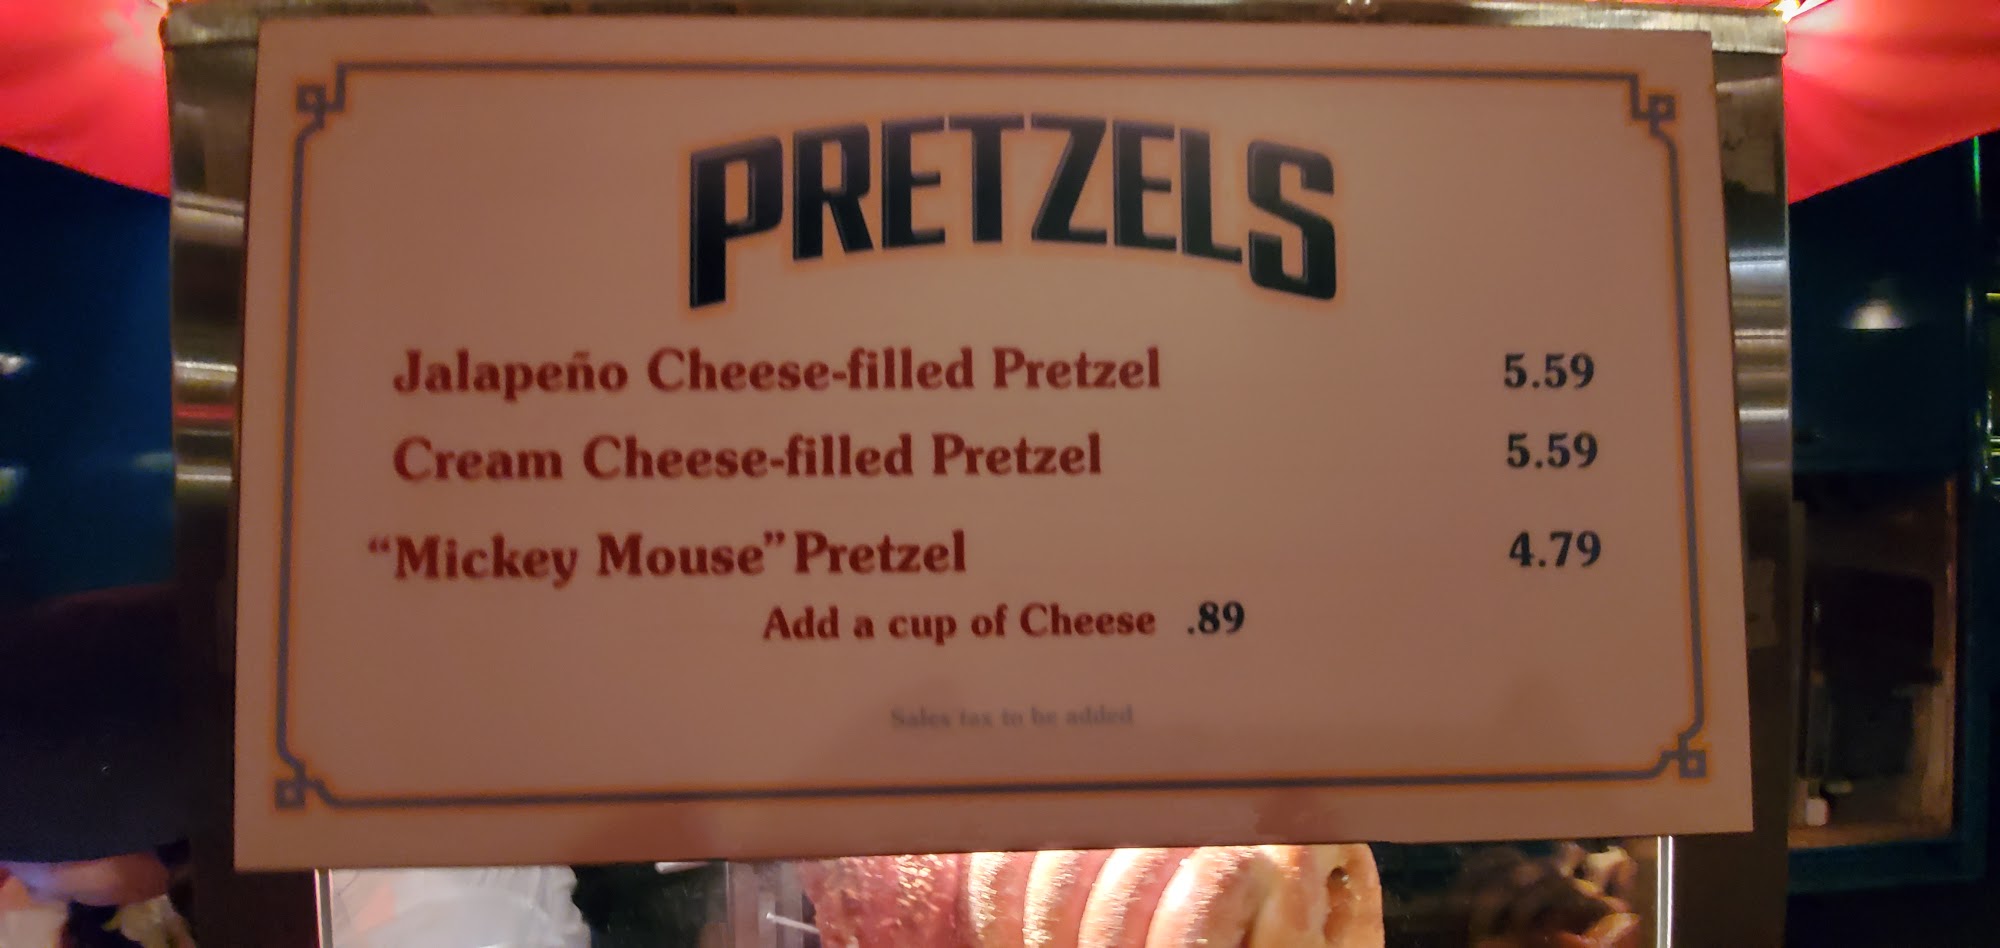 PRETZELS
Jalapeño Cheese-filled Pretzel 5.59
Cream Cheese-filled Pretzel 5.59
“Mickey Mouse” Pretzel 4.79
Add a cup of Cheese .89
Sales tax to be added